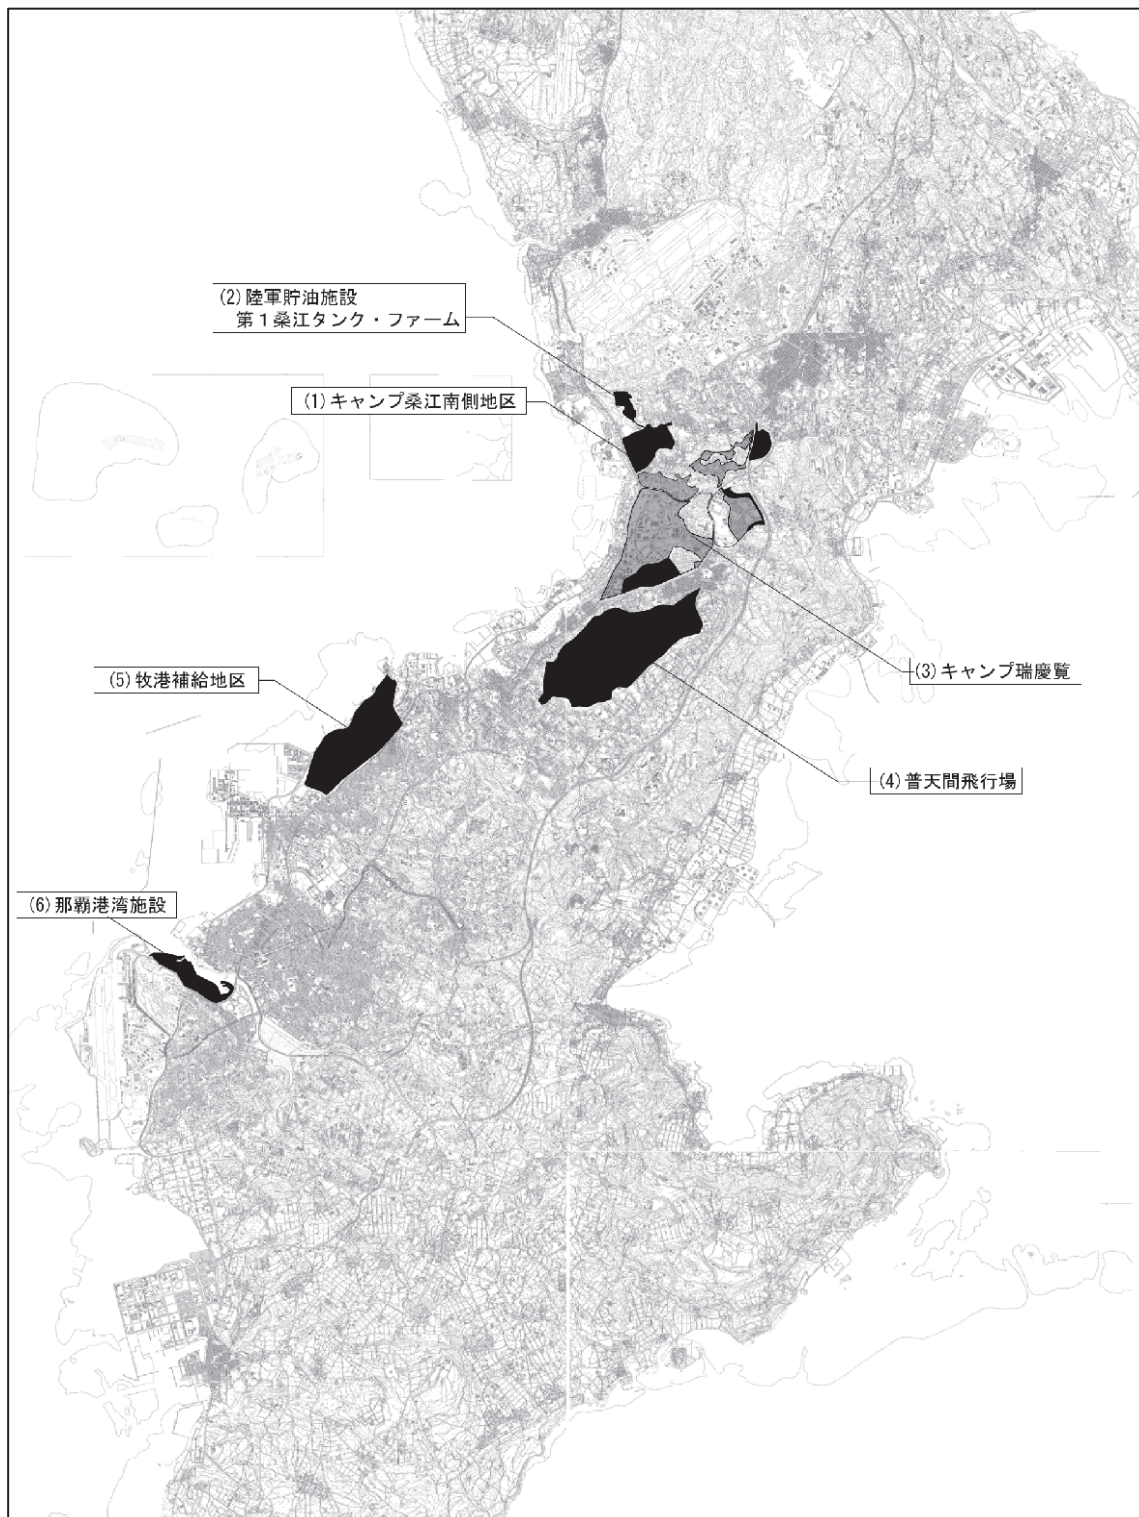 (2)陸軍貯油施設
第1桑江タンク・ファーム
(1)キャンプ桑江南側地区
(3)キャンプ瑞慶覧
(5)牧港補給地区
(4)普天間飛行場
(6)那覇港湾施設